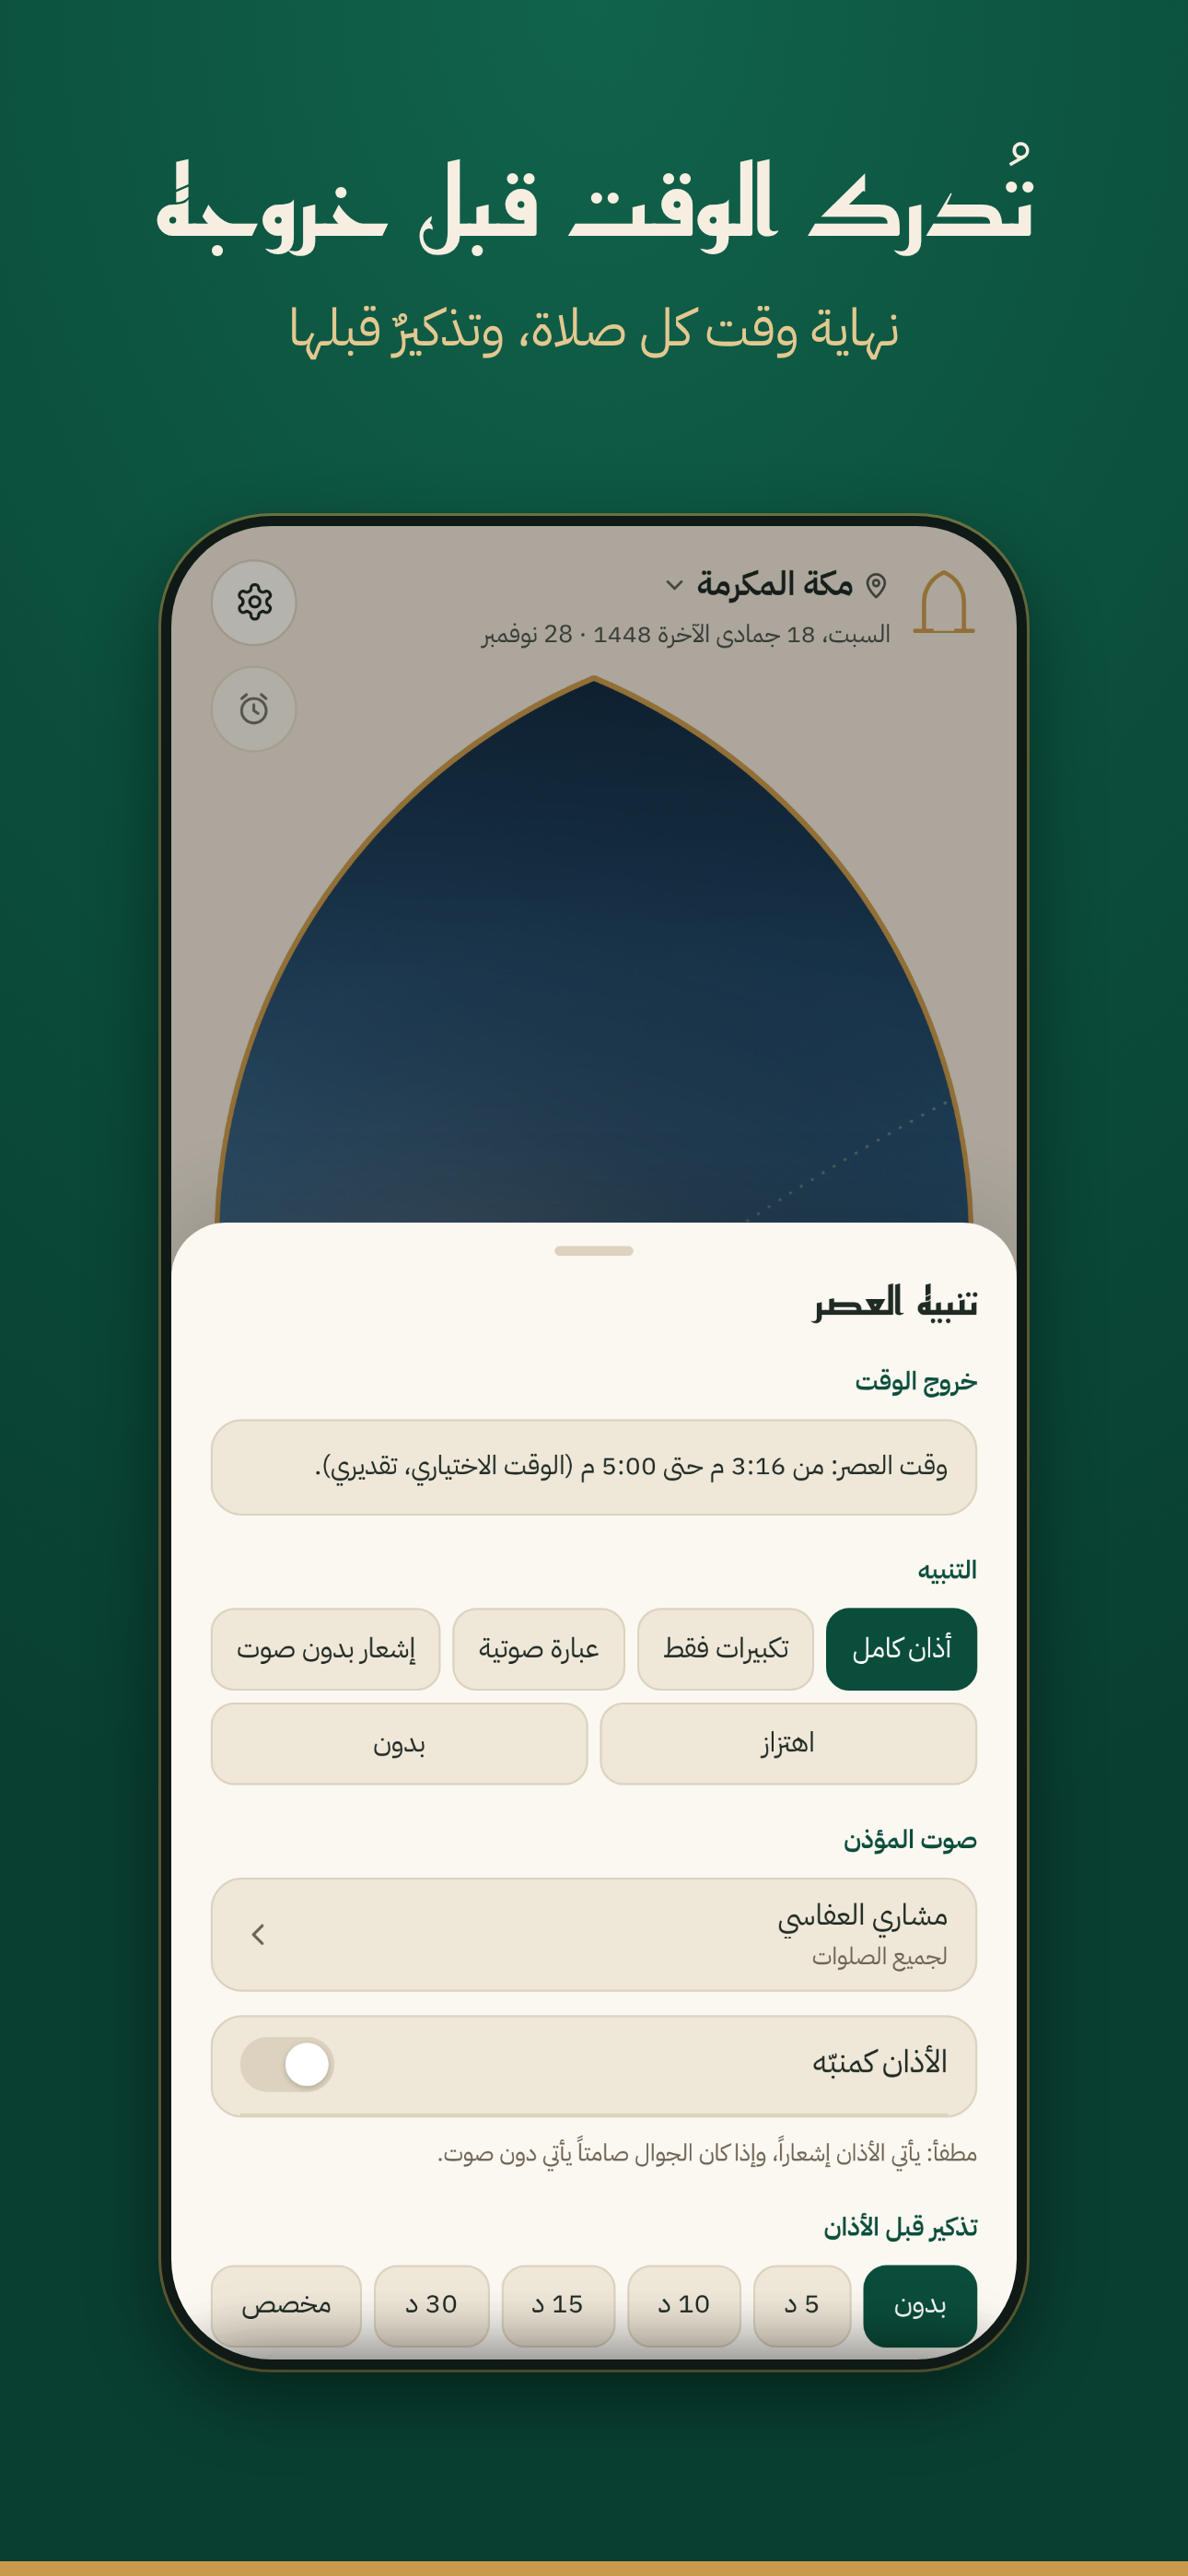 تُدرك الوقت قبل خروجه
نهاية وقت كل صلاة، وتذكيرٌ قبلها
مكة المكرمة
السبت، 18 جمادى الآخرة 1448 · 28 نوفمبر
تنبيه العصر
خروج الوقت
وقت العصر: من 3:16 م حتى 5:00 م (الوقت الاختياري، تقديري).
التنبيه
أذان كامل
تكبيرات فقط
عبارة صوتية
إشعار بدون صوت
اهتزاز
بدون
صوت المؤذن
مشاري العفاسي
لجميع الصلوات
الأذان كمنبّه
مطفأ: يأتي الأذان إشعاراً، وإذا كان الجوال صامتاً يأتي دون صوت.
تذكير قبل الأذان
بدون
5 د
10 د
15 د
30 د
مخصص